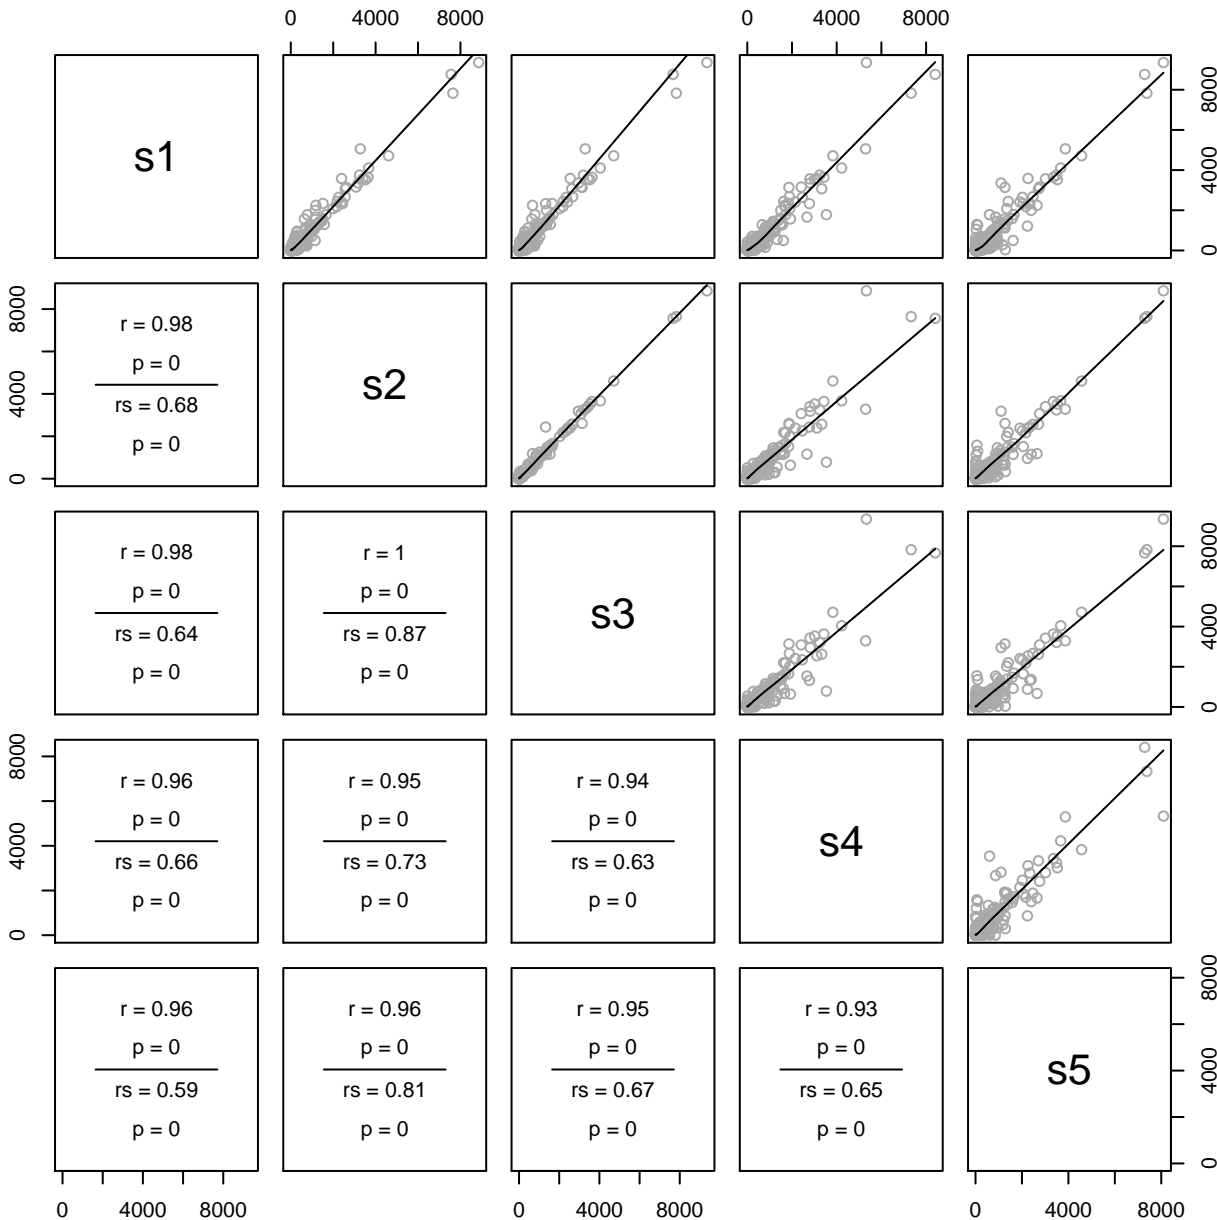 0 4000 8000 0 4000 8000
s1
0 4000 8000
0 4000 8000
r = 0.98
p = 0
rs = 0.68
p = 0
s2
r = 0.98
p = 0
rs = 0.64
p = 0
r = 1
p = 0
rs = 0.87
p = 0
s3
0 4000 8000
0 4000 8000
r = 0.96
p = 0
rs = 0.66
p = 0
r = 0.95
p = 0
rs = 0.73
p = 0
r = 0.94
p = 0
rs = 0.63
p = 0
s4
r = 0.96
p = 0
rs = 0.59
p = 0
r = 0.96
p = 0
rs = 0.81
p = 0
r = 0.95
p = 0
rs = 0.67
p = 0
r = 0.93
p = 0
rs = 0.65
p = 0
s5
0 4000 8000
0 4000 8000 0 4000 8000 0 4000 8000